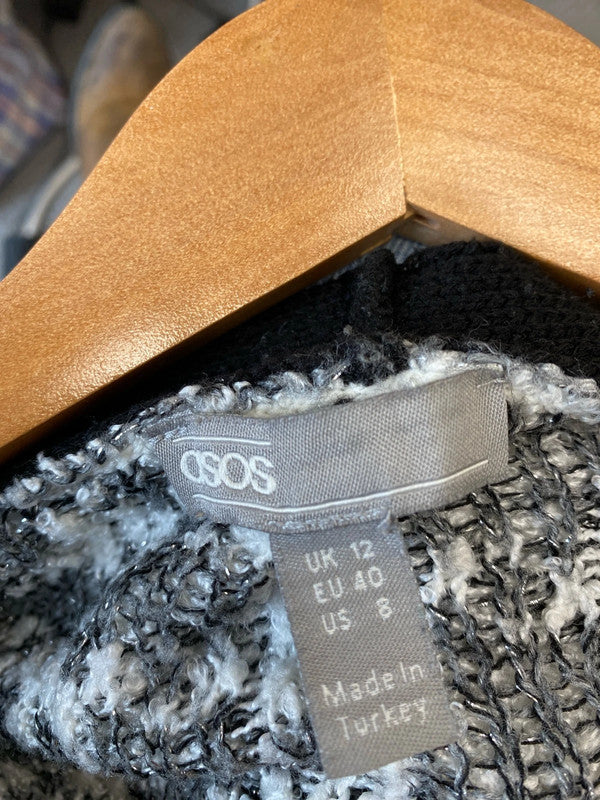 asos
UK 12
EU 40
US 8
Made In
Turkey